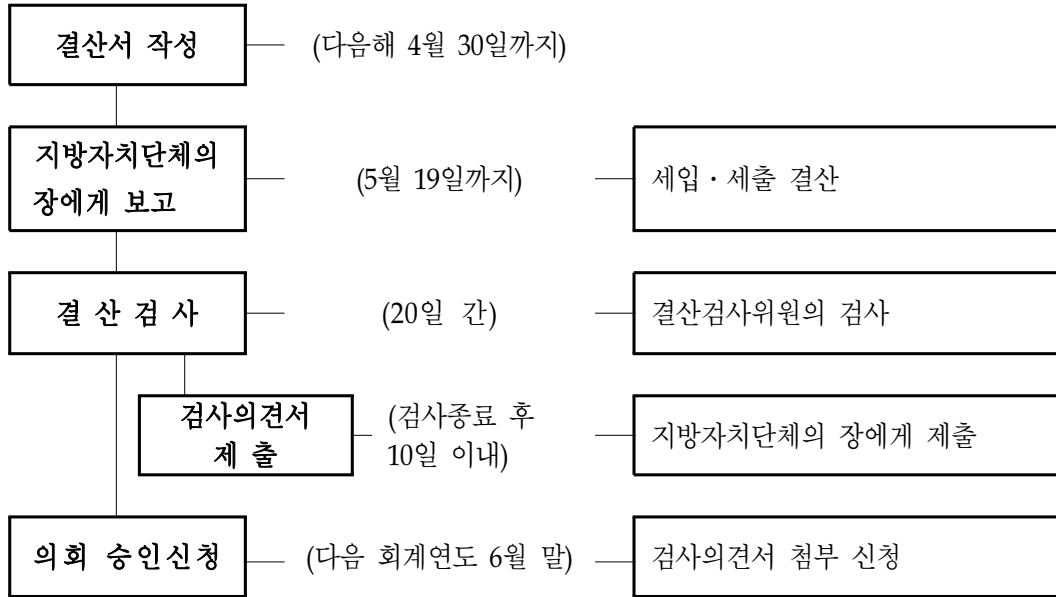 결산서 작성 (다음해 4월 30일까지)
지방자치단체의
장에게 보고 (5월 19일까지) 세입·세출 결산
결 산 검 사 (20일 간) 결산검사위원의 검사
검사의견서
제 출
(검사종료 후
10일 이내)
지방자치단체의 장에게 제출
의회 승인신청 (다음 회계연도 6월 말) 검사의견서 첨부 신청